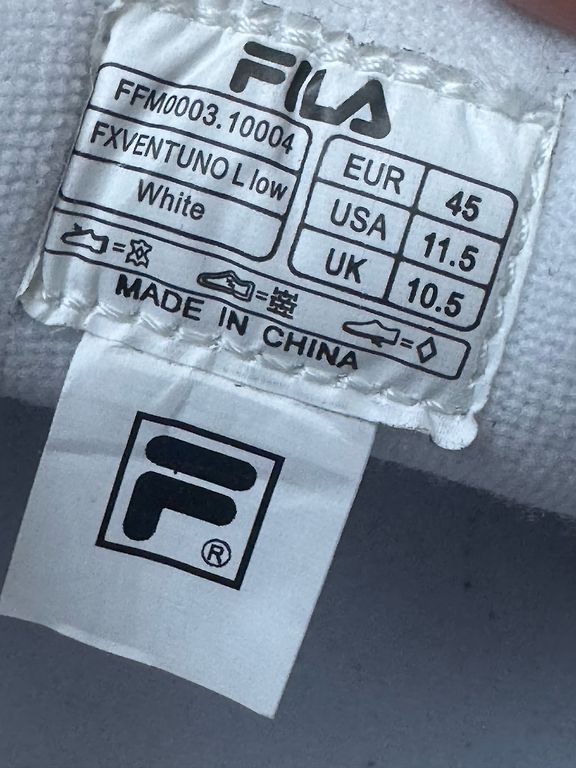 FILA
FFM0003.10004
FXVENTUNO L low
White
EUR 45
USA 11.5
UK 10.5
= = =
MADE IN CHINA
F
®